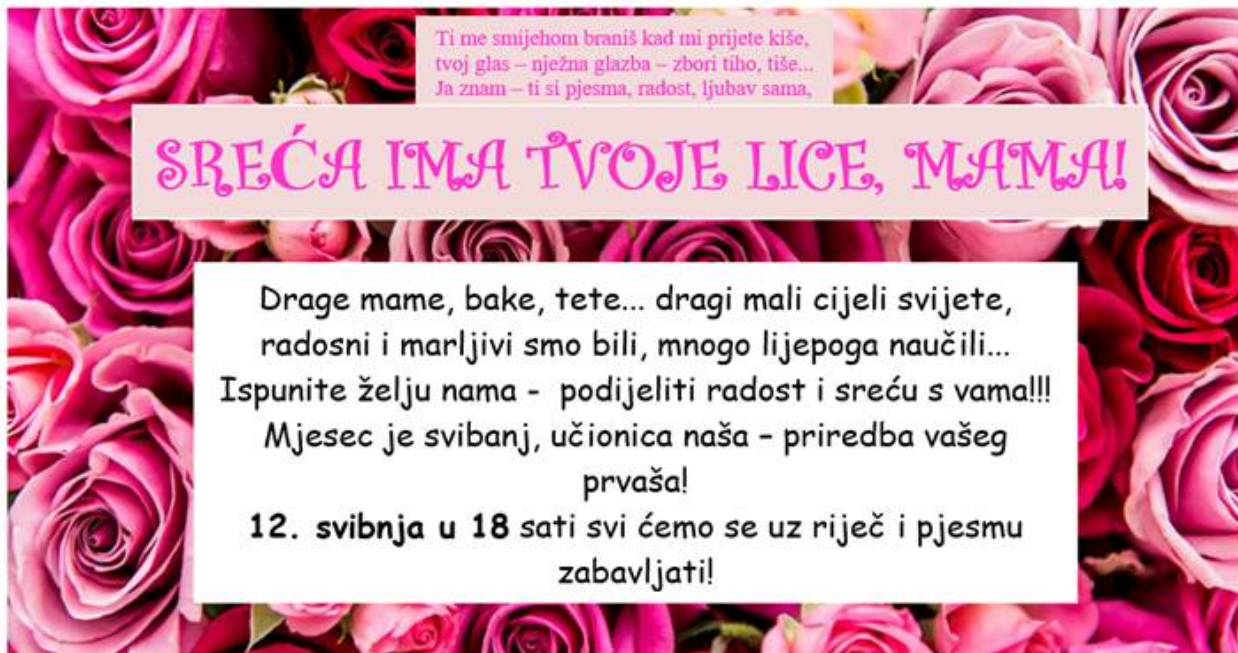 Ti me smijehom braniš kad mi prijete kiše,
tvoj glas – nježna glazba – zbori tiho, tiše...
Ja znam – ti si pjesma, radost, ljubav sama,
SREĆA IMA TVOJE LICE, MAMA!
Drage mame, bake, tete... dragi mali cijeli svijete,
radosni i marljivi smo bili, mnogo lijepoga naučili...
Ispunite želju nama - podijeliti radost i sreću s vama!!!
Mjesec je svibanj, učionica naša – priredba vašeg
prvaša!
12. svibnja u 18 sati svi ćemo se uz riječ i pjesmu
zabavljati!